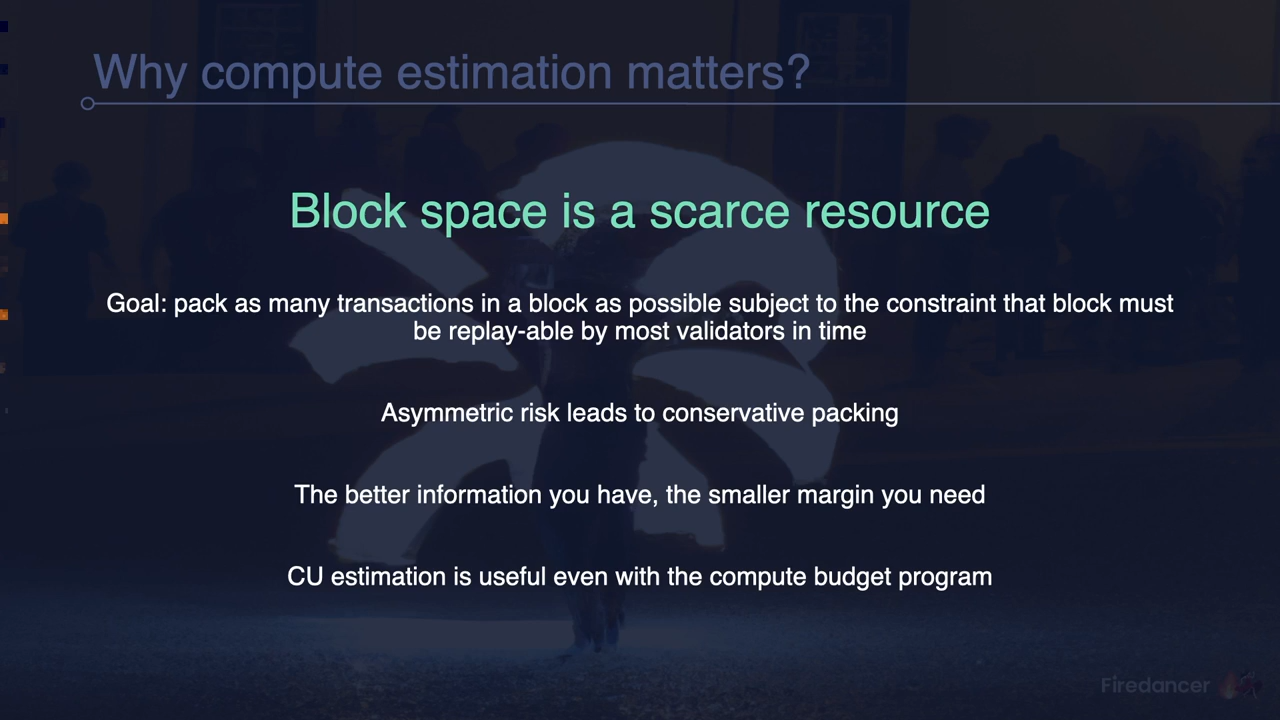 Why compute estimation matters?
Block space is a scarce resource
Goal: pack as many transactions in a block as possible subject to the constraint that block must
be replay-able by most validators in time
Asymmetric risk leads to conservative packing
The better information you have, the smaller margin you need
CU estimation is useful even with the compute budget program
Firedancer